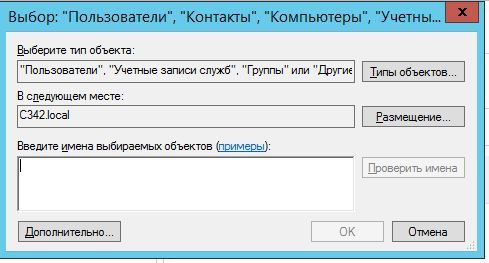 Выбор: "Пользователи", "Контакты", "Компьютеры", "Учетны...
Выберите тип объекта:
"Пользователи", "Учетные записи служб", "Группы" или "Другие Типы объектов...
В следующем месте:
C342.local Размещение...
Введите имена выбираемых объектов (примеры):
Проверить имена
Дополнительно... OK Отмена